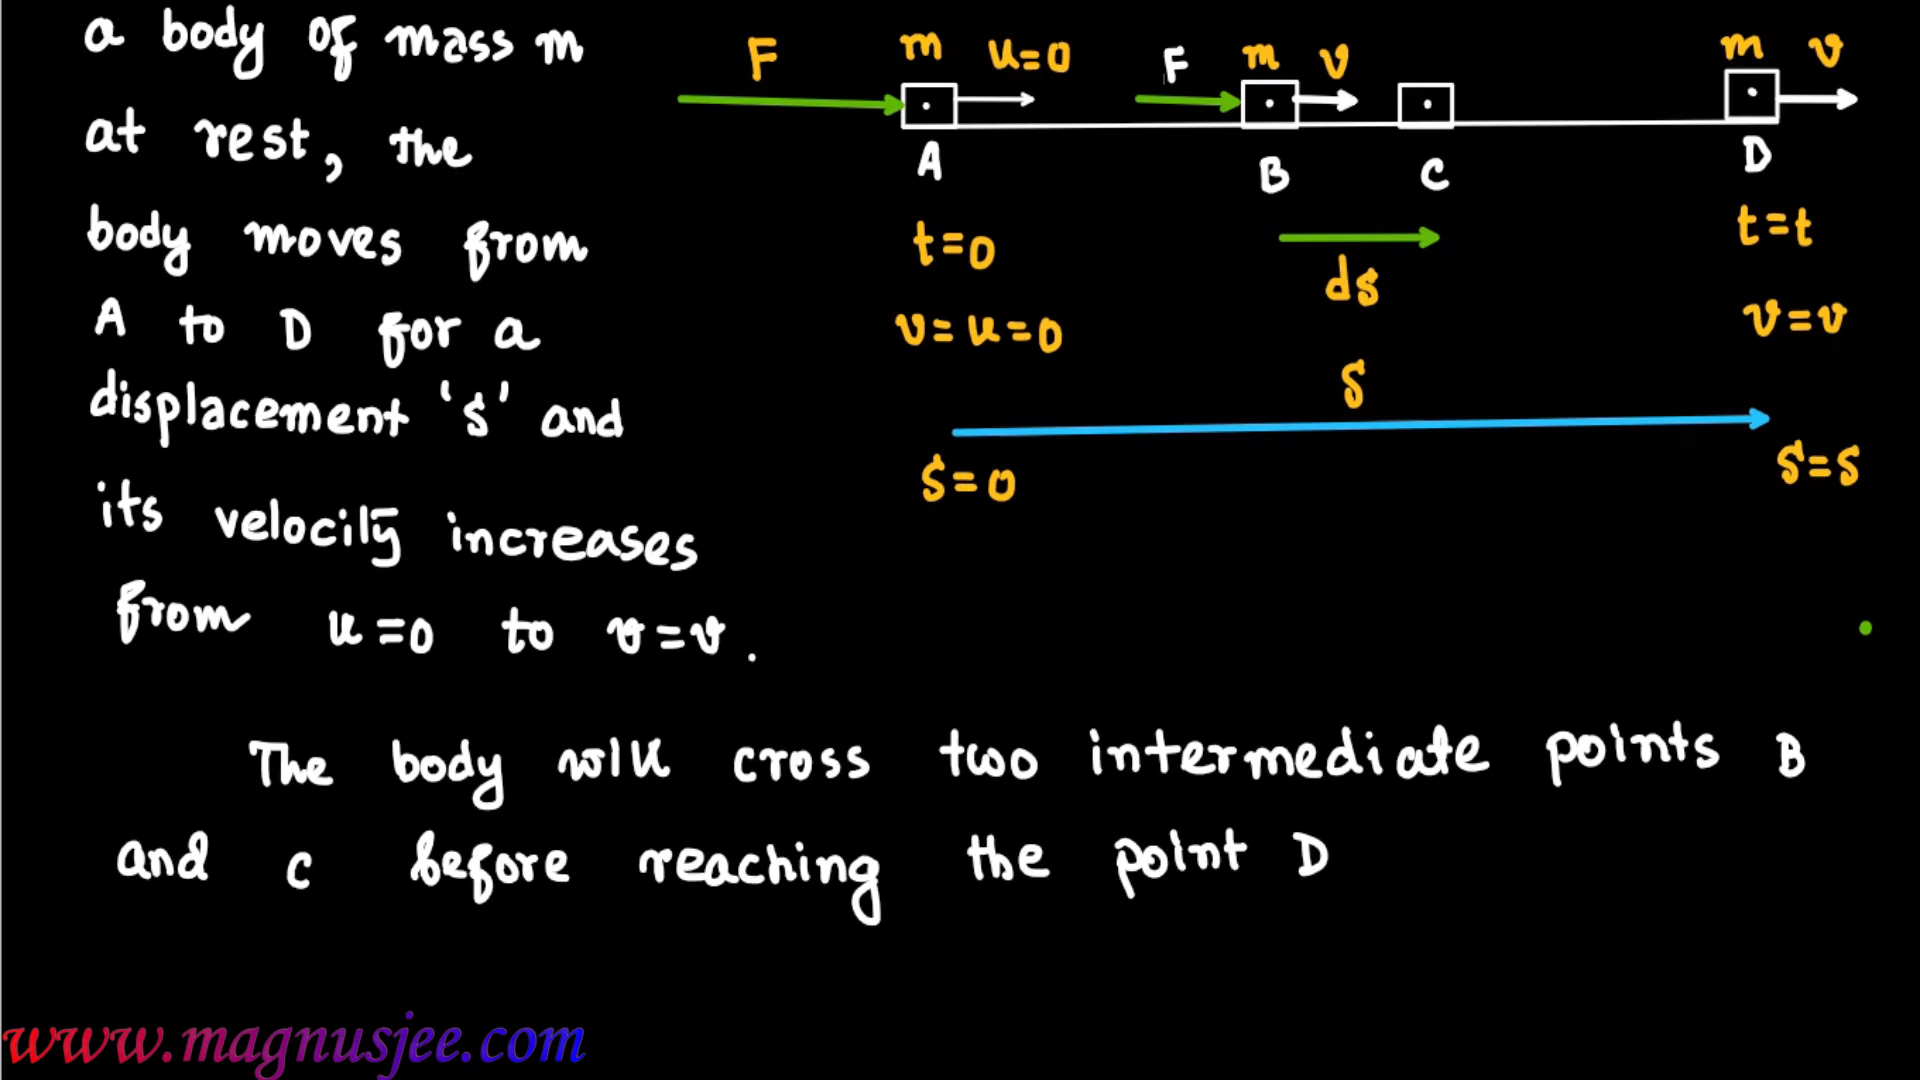 a body of mass m
at rest, the
body moves from
A to D for a
displacement 's' and
its velocity increases
from u=0 to v=v.
F m u=0 F m v m v
A B C D
t=0 ds t=t
v=u=0 v=v
S
S=0 S=S
The body will cross two intermediate points B
and C before reaching the point D
www.magnusjee.com